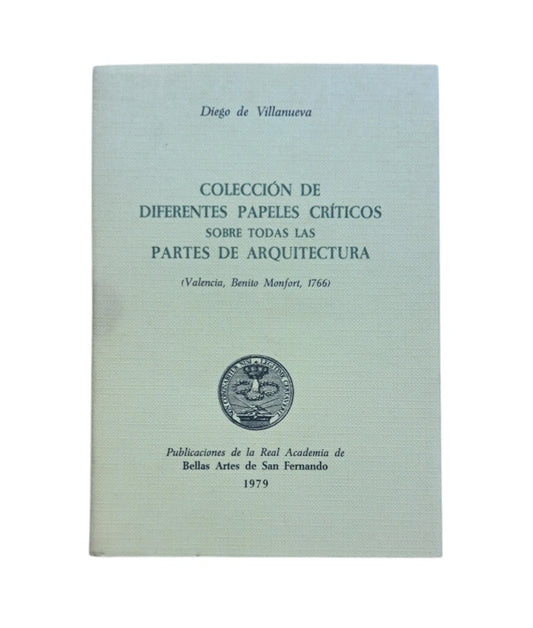 Diego de Villanueva
COLECCIÓN DE
DIFERENTES PAPELES CRÍTICOS
SOBRE TODAS LAS
PARTES DE ARQUITECTURA
(Valencia, Benito Monfort, 1766)
Publicaciones de la Real Academia de
Bellas Artes de San Fernando
1979